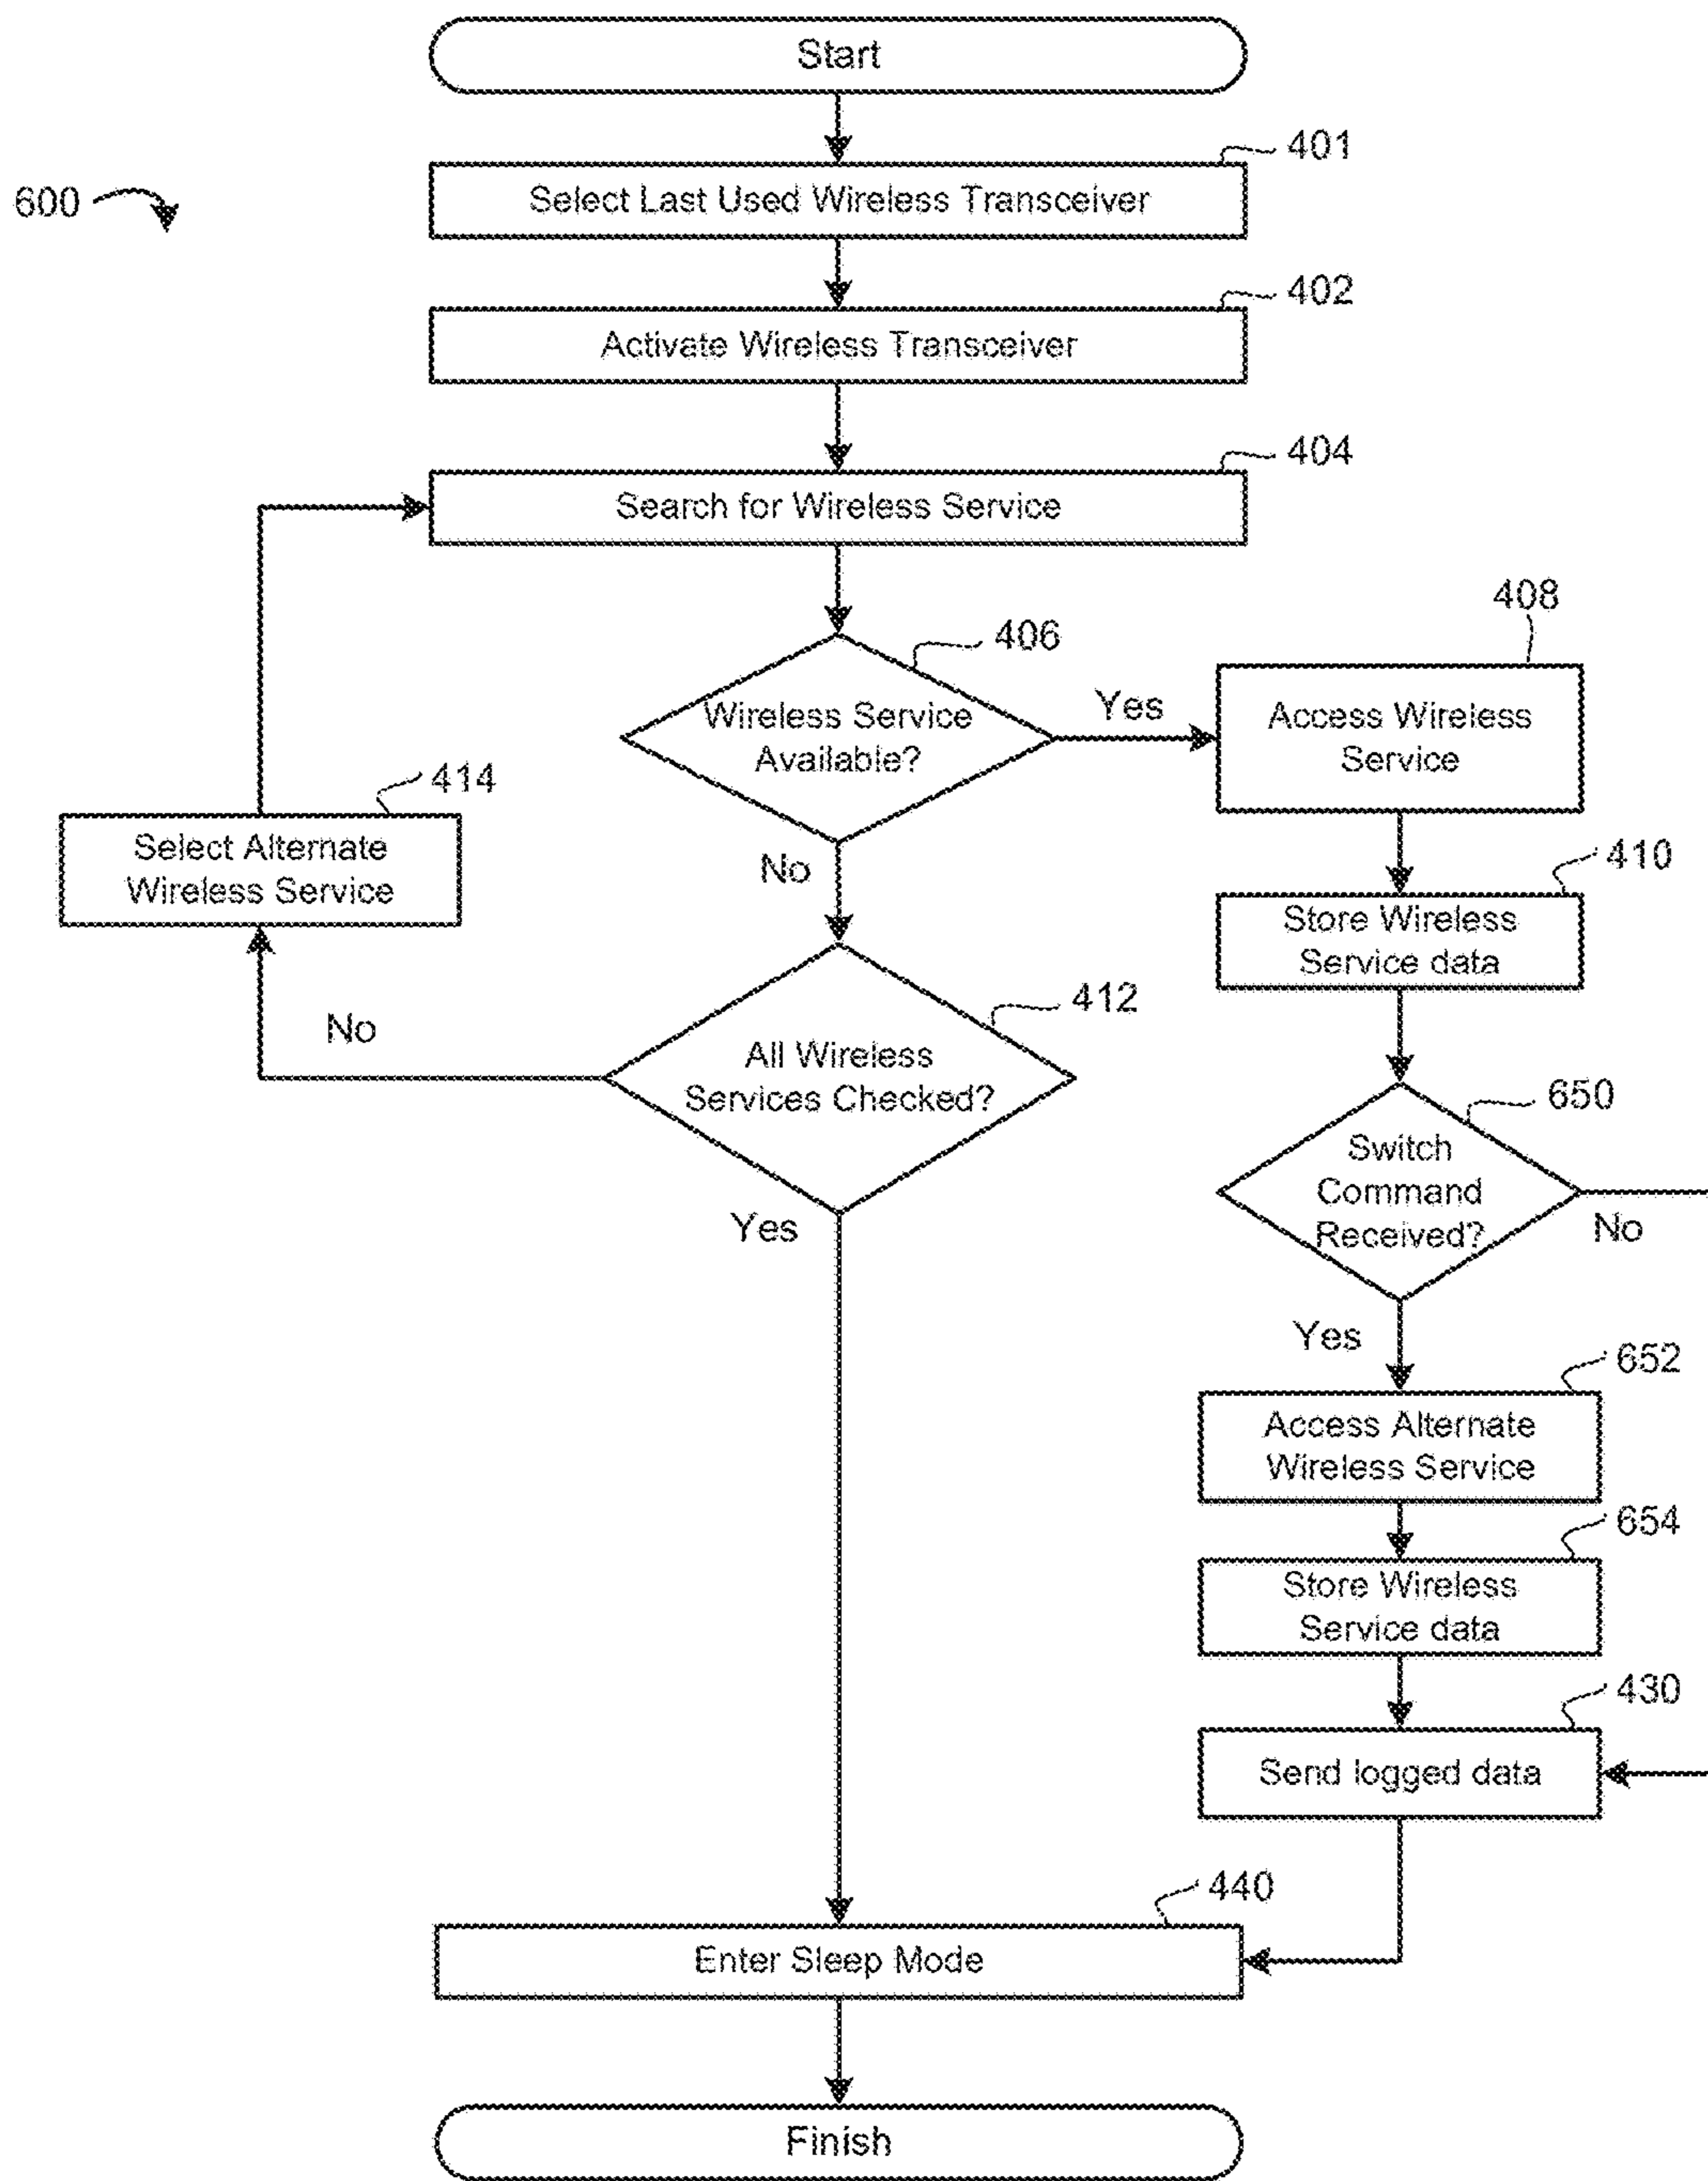 Start
401
600
Select Last Used Wireless Transceiver
402
Activate Wireless Transceiver
404
Search for Wireless Service
406
408
Wireless Service
Available?
Yes
Access Wireless
Service
414
Select Alternate
Wireless Service
No
410
Store Wireless
Service data
412
No
All Wireless
Services Checked?
650
Switch
Command
Received?
Yes
No
Yes
652
Access Alternate
Wireless Service
654
Store Wireless
Service data
430
Send logged data
440
Enter Sleep Mode
Finish